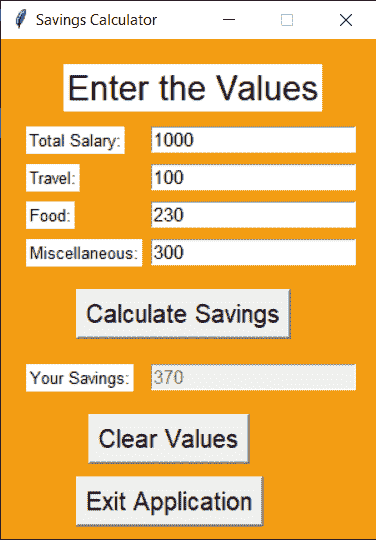 Savings Calculator
Enter the Values
Total Salary: 1000
Travel: 100
Food: 230
Miscellaneous: 300
Calculate Savings
Your Savings: 370
Clear Values
Exit Application